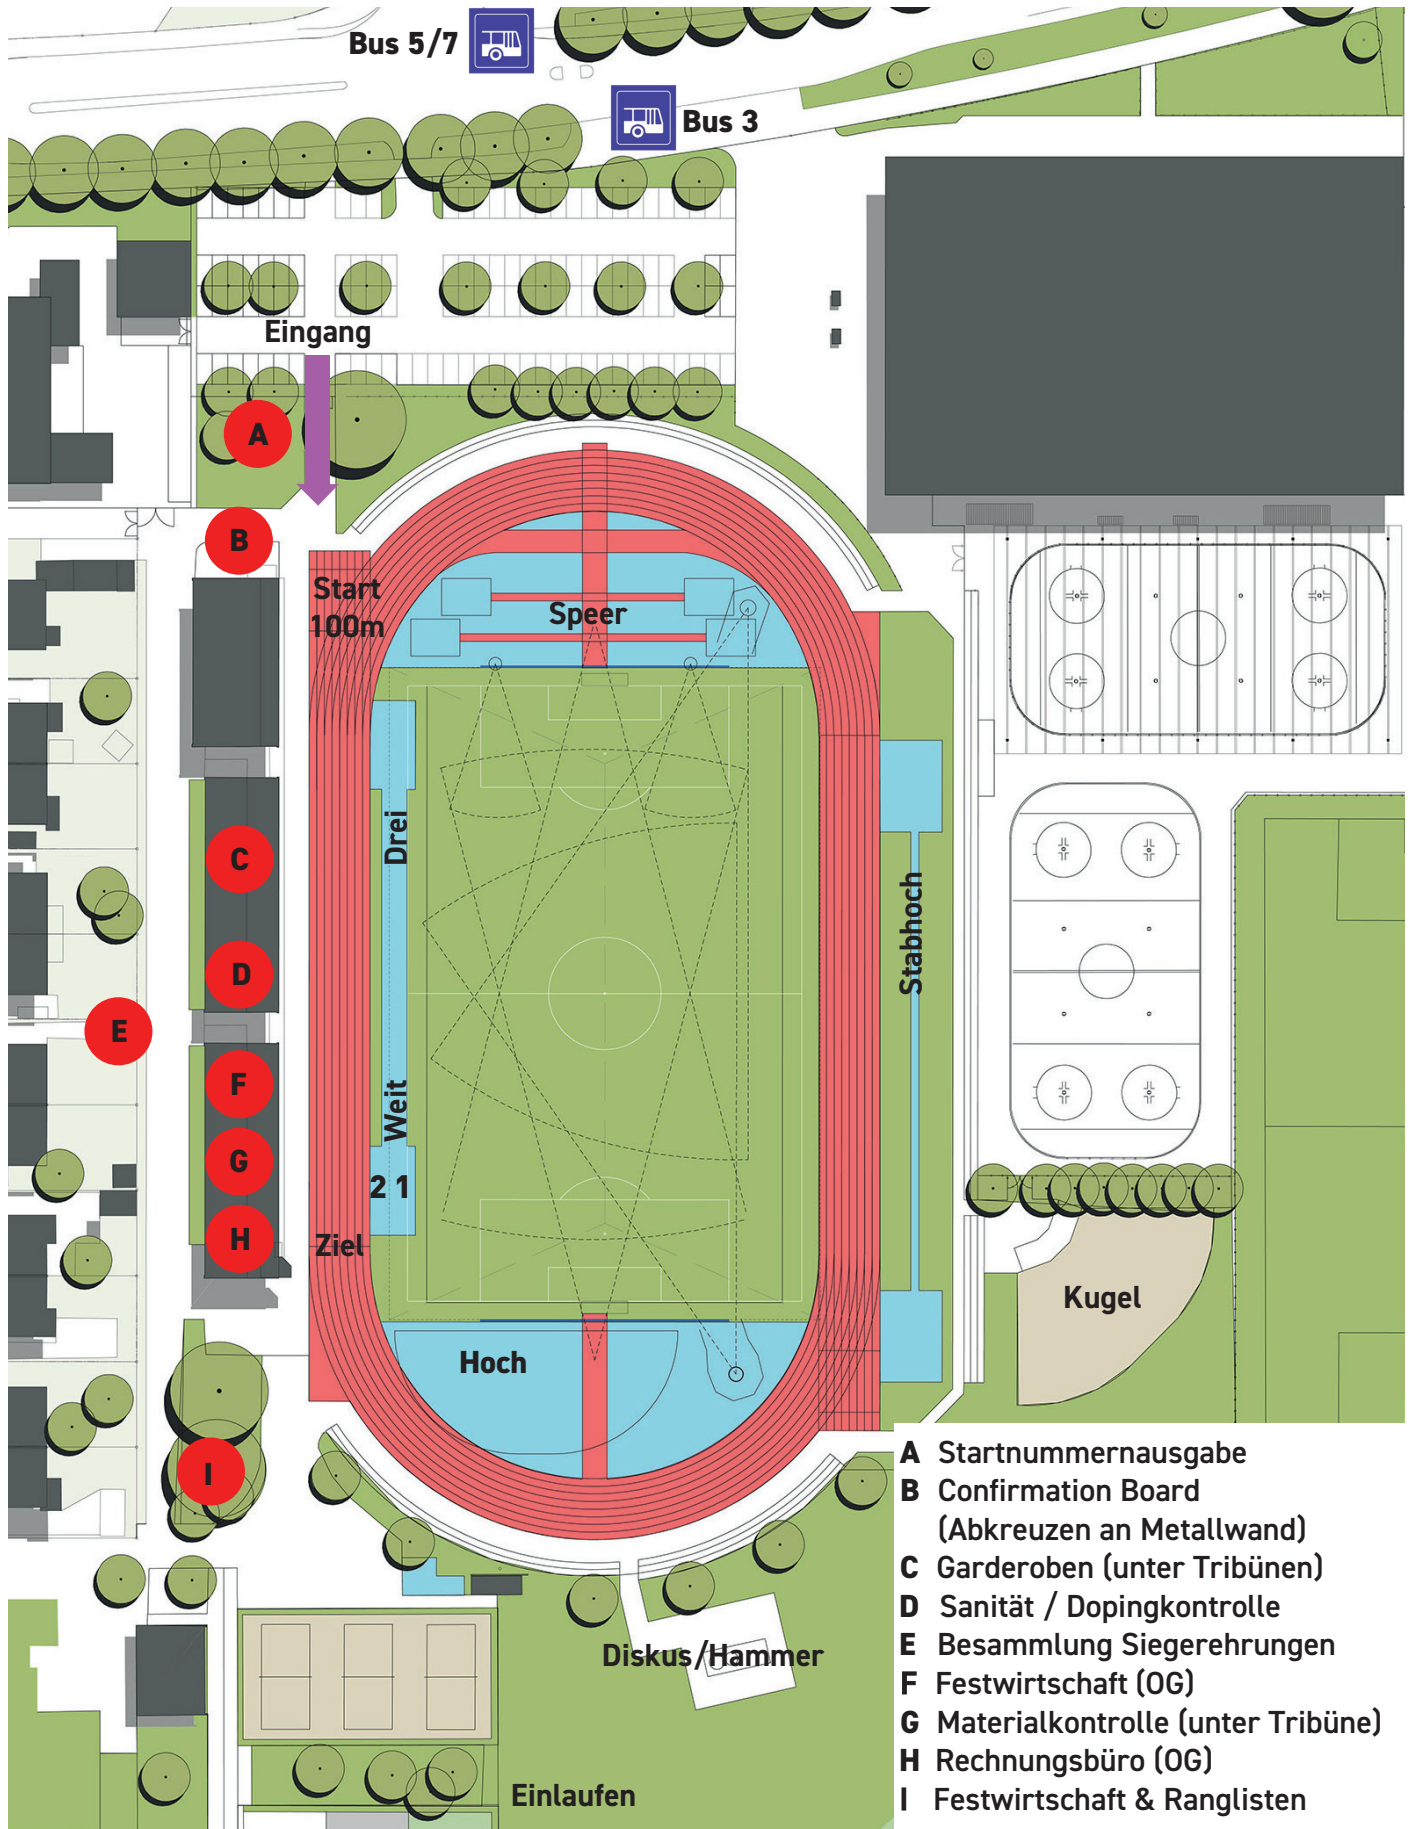 Bus 5/7
Bus 3
Eingang
A
B
Start
100m
Speer
Drei
C
Stabhoch
D
E
F
Weit
G
2 1
H
Ziel
Kugel
Hoch
I
Diskus/Hammer
Einlaufen
A Startnummernausgabe
B Confirmation Board
(Abkreuzen an Metallwand)
C Garderoben (unter Tribünen)
D Sanität / Dopingkontrolle
E Besammlung Siegerehrungen
F Festwirtschaft (OG)
G Materialkontrolle (unter Tribüne)
H Rechnungsbüro (OG)
I Festwirtschaft & Ranglisten